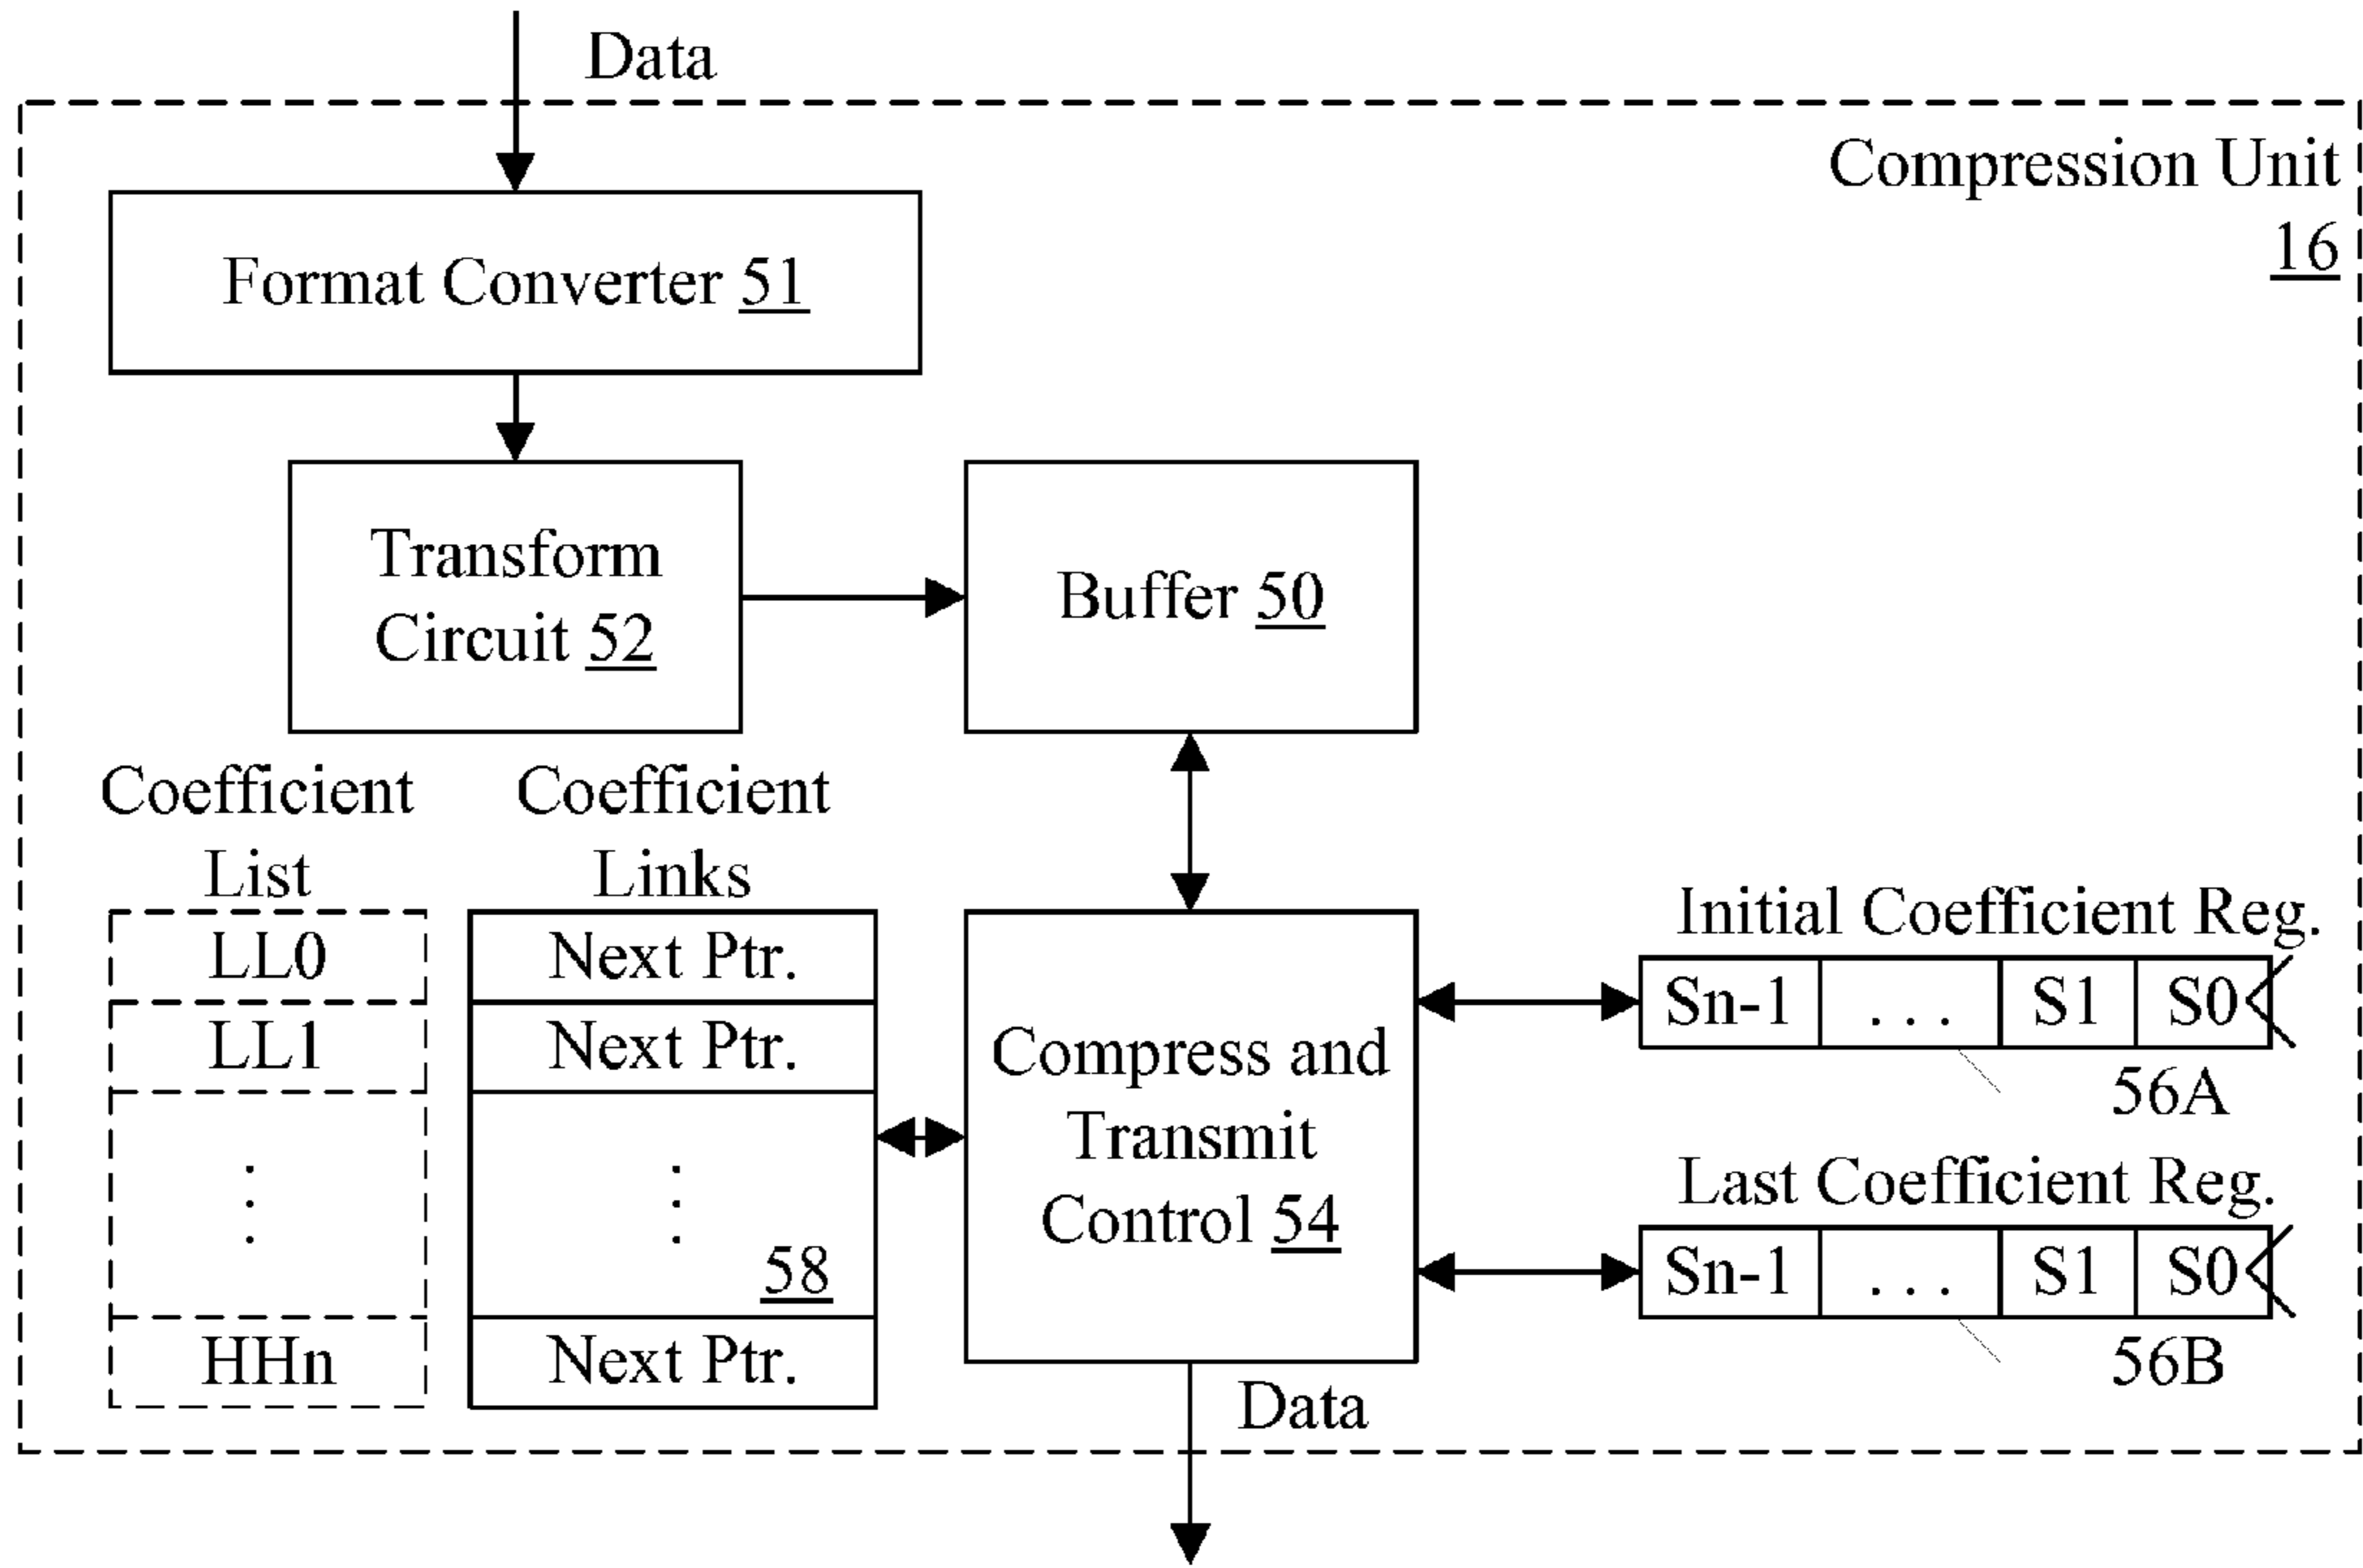 Data
Compression Unit
16
Format Converter 51
Transform
Circuit 52
Buffer 50
Coefficient
List
Coefficient
Links
LL0
LL1
⋮
HHn
Next Ptr.
Next Ptr.
⋮
58
Next Ptr.
Compress and
Transmit
Control 54
Initial Coefficient Reg.
Sn-1 . . . S1 S0
56A
Last Coefficient Reg.
Sn-1 . . . S1 S0
56B
Data